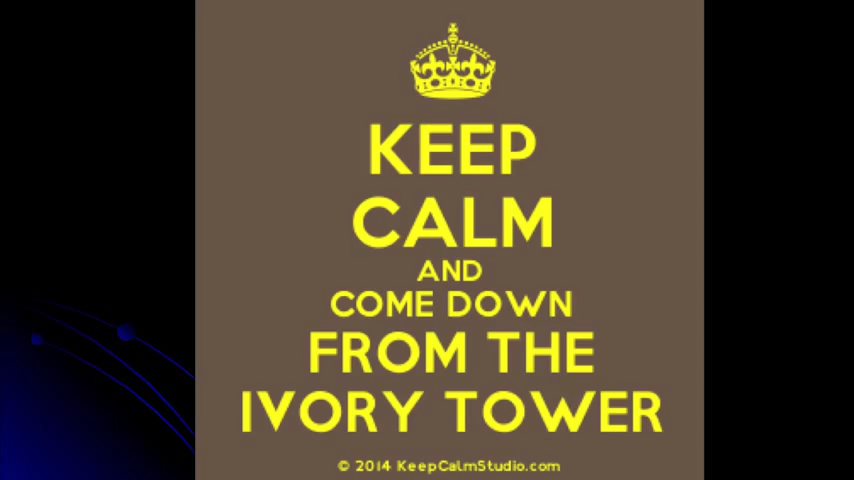 KEEP
CALM
AND
COME DOWN
FROM THE
IVORY TOWER
© 2014 KeepCalmStudio.com